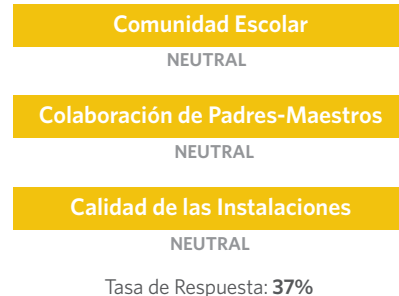 Comunidad Escolar
NEUTRAL
Colaboración de Padres-Maestros
NEUTRAL
Calidad de las Instalaciones
NEUTRAL
Tasa de Respuesta: 37%